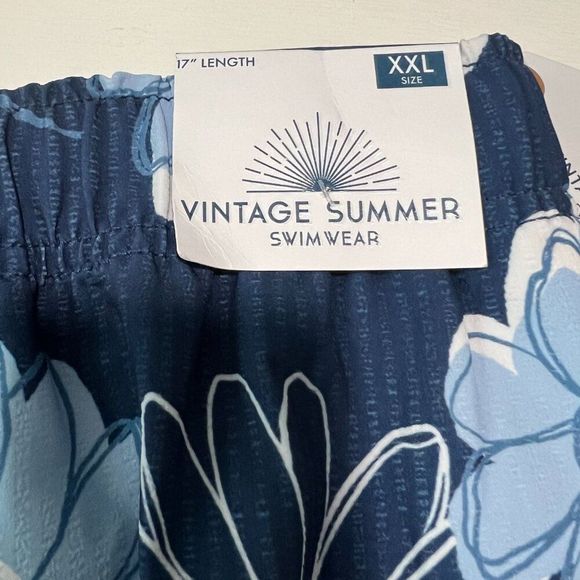 17" LENGTH
XXL
SIZE
VINTAGE SUMMER
SWIMWEAR